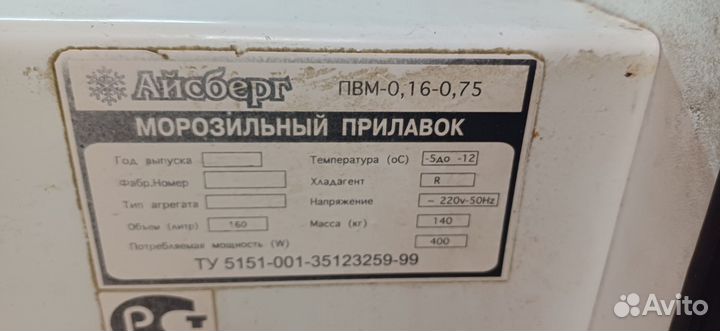 Айсберг ПВМ-0,16-0,75
МОРОЗИЛЬНЫЙ ПРИЛАВОК
Год выпуска Температура (оС) -5до -12
Фабр.Номер Хладагент R
Тип агрегата Напряжение ~ 220v-50Hz
Объем (литр) 160 Масса (кг) 140
Потребляемая мощность (W) 400
ТУ 5151-001-35123259-99
РСТ
Avito